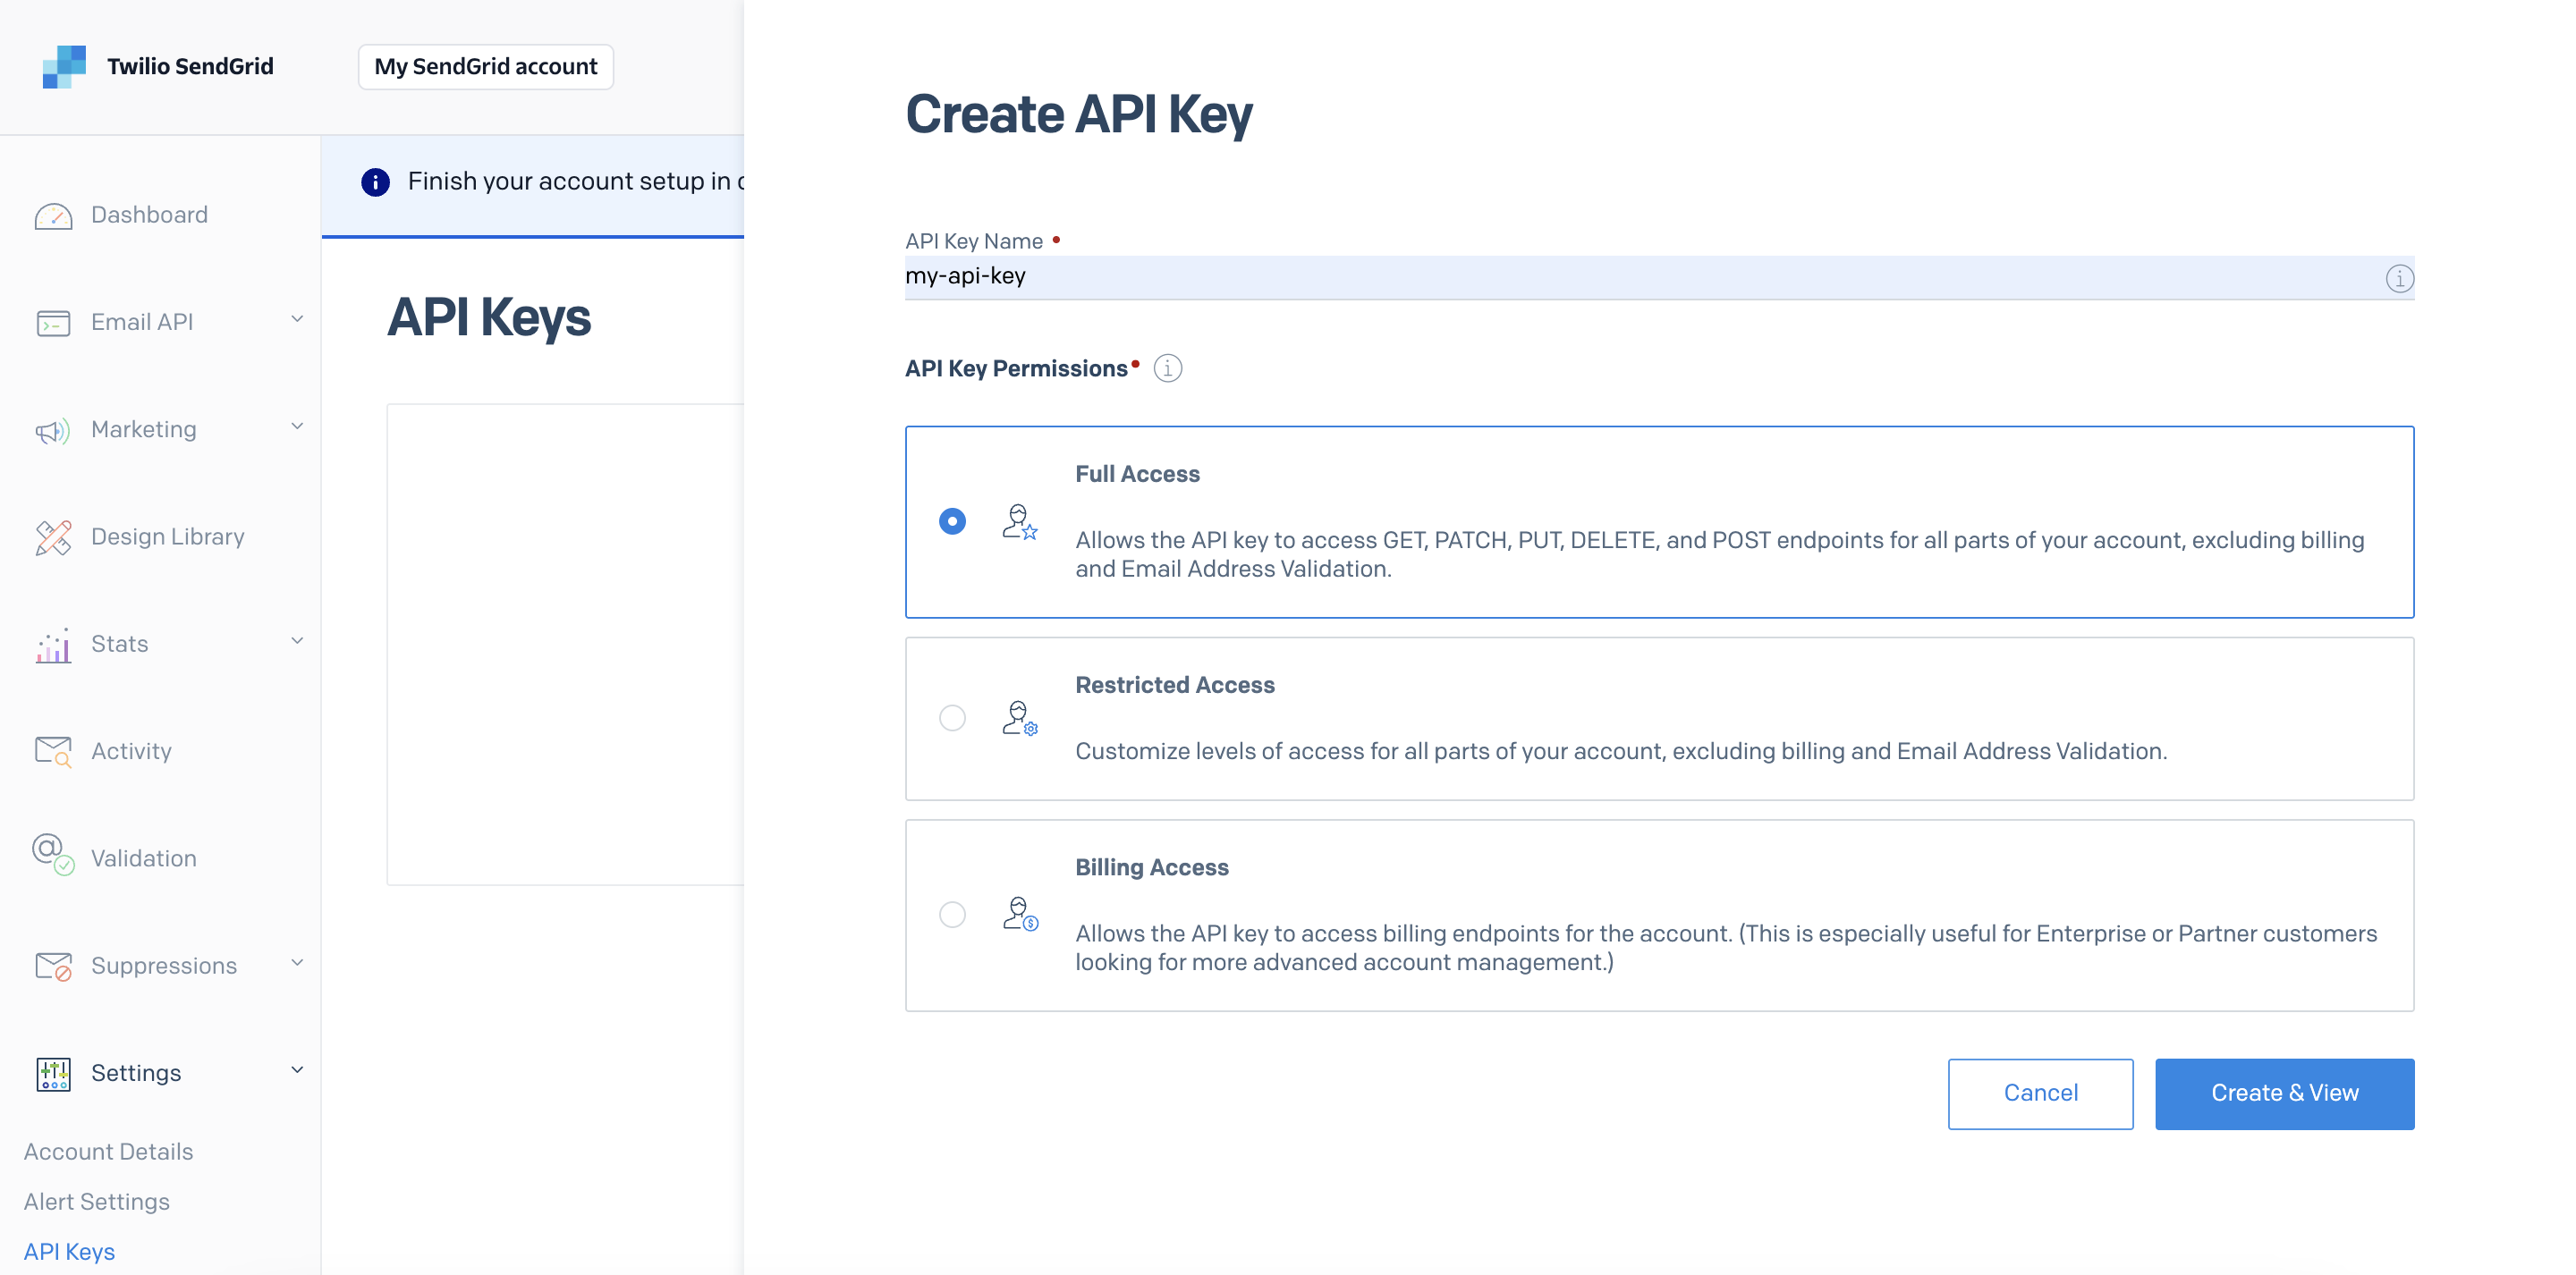 Twilio SendGrid
My SendGrid account
Dashboard
Email API
Marketing
Design Library
Stats
Activity
Validation
Suppressions
Settings
Account Details
Alert Settings
API Keys
Finish your account setup in
API Keys
Create API Key
API Key Name
my-api-key
API Key Permissions
Full Access
Allows the API key to access GET, PATCH, PUT, DELETE, and POST endpoints for all parts of your account, excluding billing
and Email Address Validation.
Restricted Access
Customize levels of access for all parts of your account, excluding billing and Email Address Validation.
Billing Access
Allows the API key to access billing endpoints for the account. (This is especially useful for Enterprise or Partner customers
looking for more advanced account management.)
Cancel
Create & View